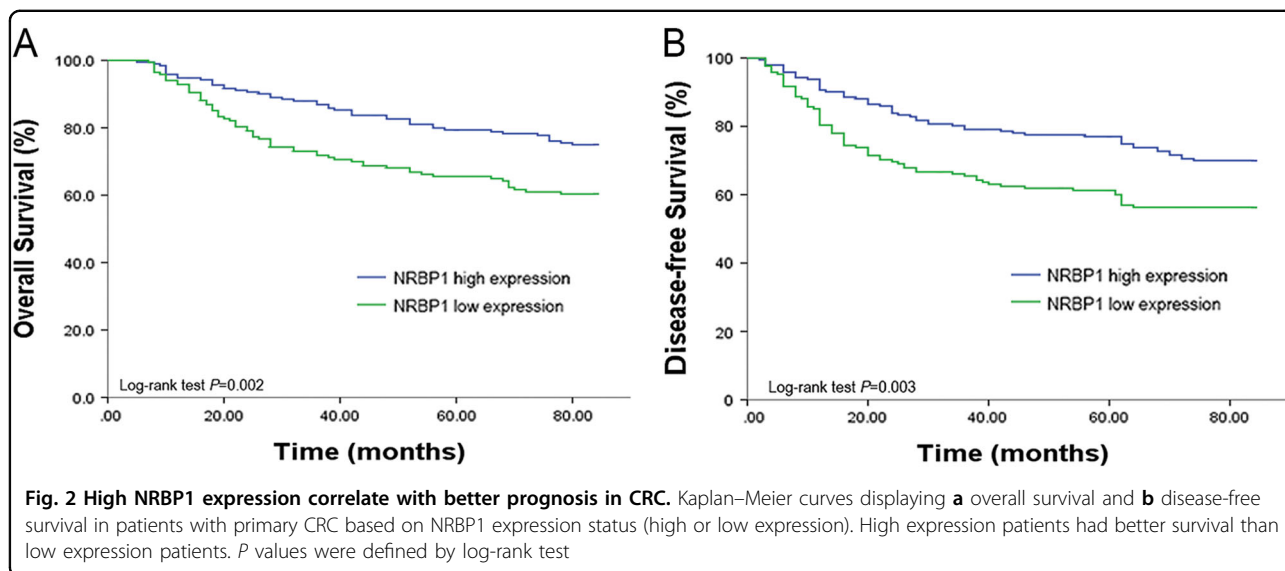 A
100.0
80.0
60.0
40.0
20.0
0.0
Overall Survival (%)
NRBP1 high expression
NRBP1 low expression
Log-rank test P=0.002
.00 20.00 40.00 60.00 80.00
Time (months)
B
100
80
60
40
20
0
Disease-free Survival (%)
NRBP1 high expression
NRBP1 low expression
Log-rank test P=0.003
.00 20.00 40.00 60.00 80.00
Time (months)
Fig. 2 High NRBP1 expression correlate with better prognosis in CRC. Kaplan–Meier curves displaying a overall survival and b disease-free
survival in patients with primary CRC based on NRBP1 expression status (high or low expression). High expression patients had better survival than
low expression patients. P values were defined by log-rank test